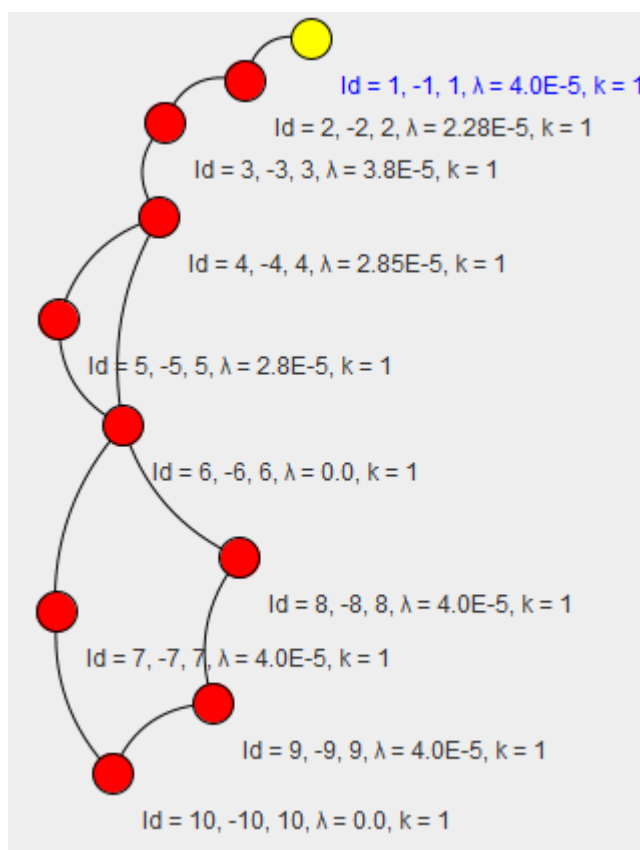 Id = 1, -1, 1, λ = 4.0E-5, k = 1
Id = 2, -2, 2, λ = 2.28E-5, k = 1
Id = 3, -3, 3, λ = 3.8E-5, k = 1
Id = 4, -4, 4, λ = 2.85E-5, k = 1
Id = 5, -5, 5, λ = 2.8E-5, k = 1
Id = 6, -6, 6, λ = 0.0, k = 1
Id = 8, -8, 8, λ = 4.0E-5, k = 1
Id = 7, -7, 7, λ = 4.0E-5, k = 1
Id = 9, -9, 9, λ = 4.0E-5, k = 1
Id = 10, -10, 10, λ = 0.0, k = 1